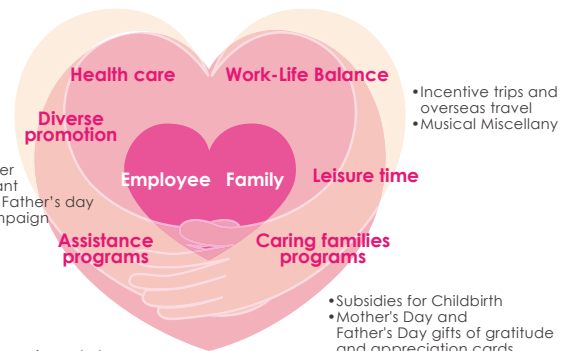 Health care
Work-Life Balance
•Incentive trips and
overseas travel
•Musical Miscellany
Diverse
promotion
Employee Family
Leisure time
Father's day
Assistance
programs
Caring families
programs
•Subsidies for Childbirth
•Mother's Day and
Father's Day gifts of gratitude
and appreciation cards